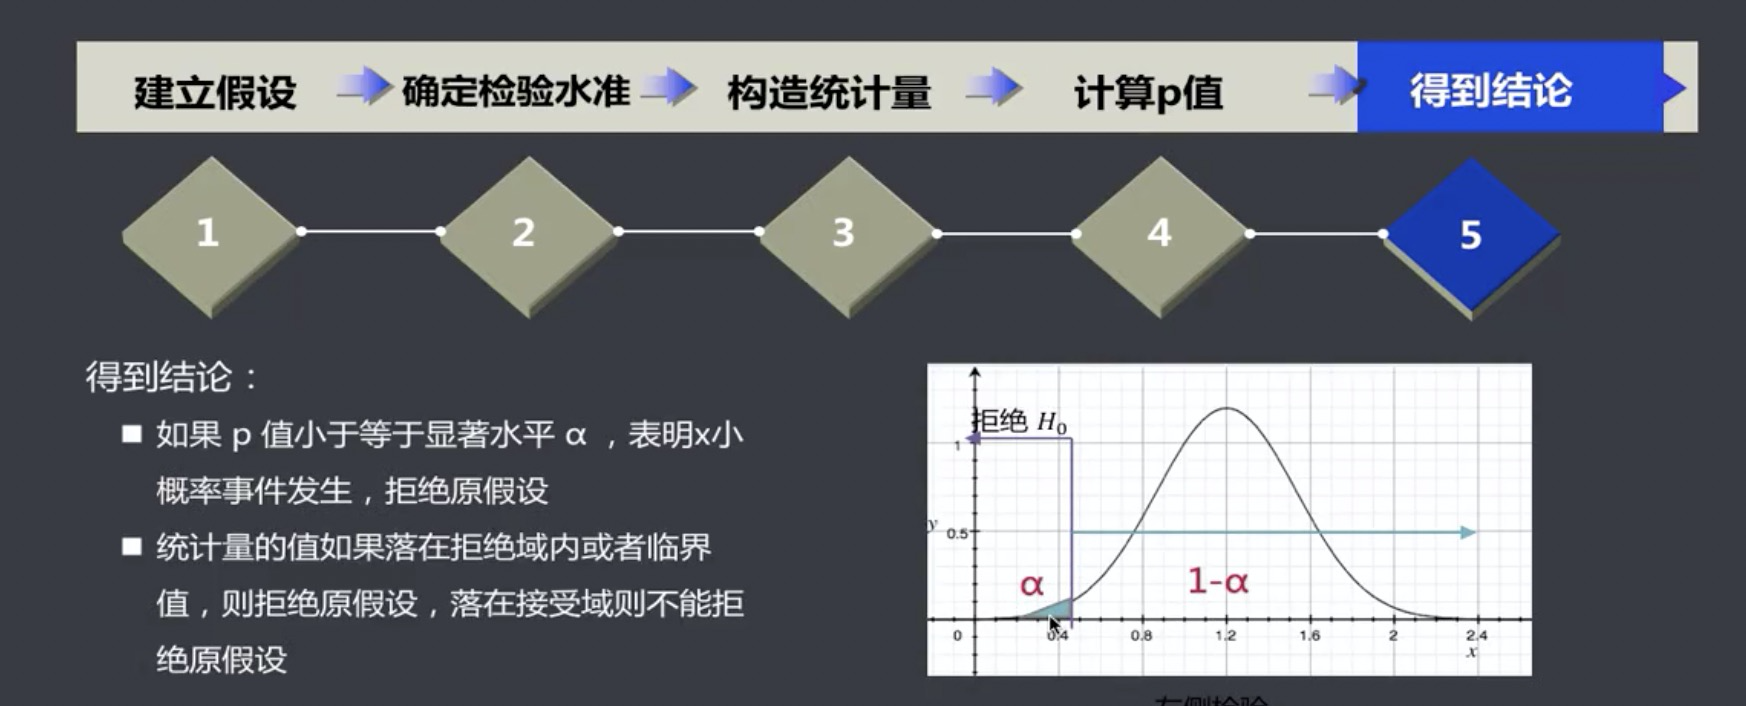 建立假设 确定检验水准 构造统计量 计算p值 得到结论
1 2 3 4 5
得到结论：
如果 p 值小于等于显著水平 α ，表明x小
概率事件发生，拒绝原假设
统计量的值如果落在拒绝域内或者临界
值，则拒绝原假设，落在接受域则不能拒
绝原假设
拒绝 H₀
1
y 0.5
α 1-α
0 0.4 0.8 1.2 1.6 2 2.4
x